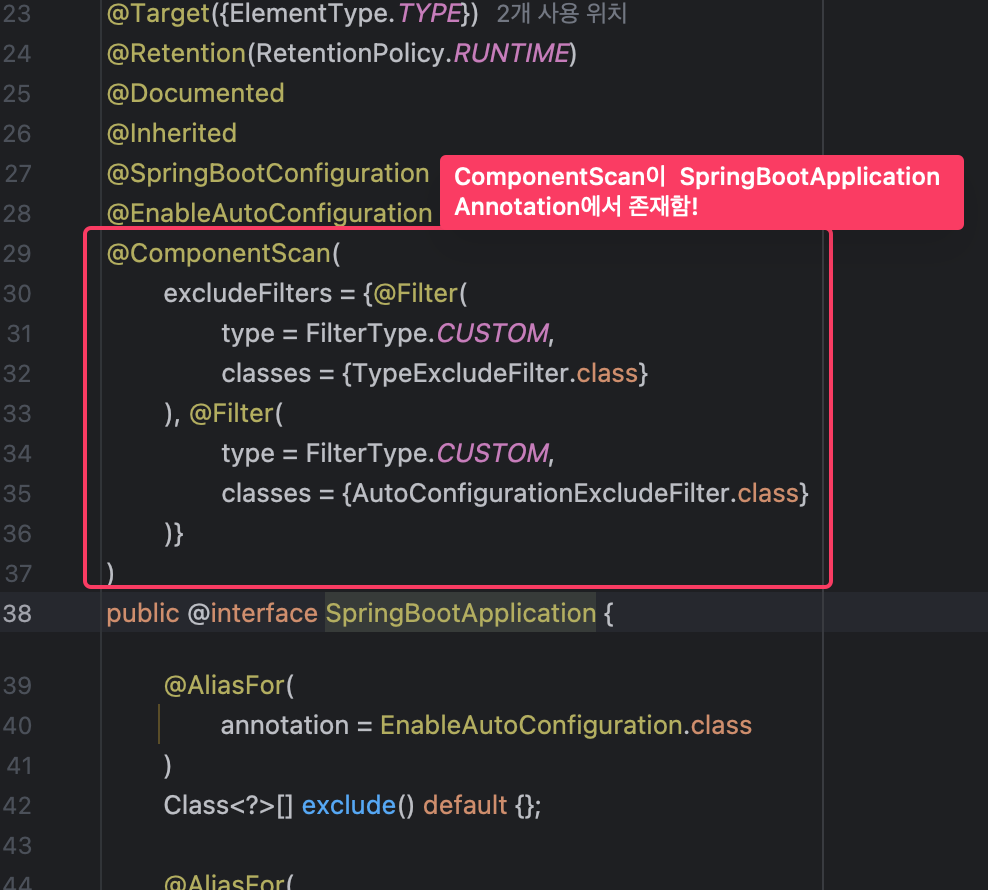 23 @Target({ElementType.TYPE}) 2개 사용 위치
24 @Retention(RetentionPolicy.RUNTIME)
25 @Documented
26 @Inherited
27 @SpringBootConfiguration
ComponentScan이 SpringBootApplication
Annotation에서 존재함!
28 @EnableAutoConfiguration
29 @ComponentScan(
30 excludeFilters = {@Filter(
31 type = FilterType.CUSTOM,
32 classes = {TypeExcludeFilter.class}
33 ), @Filter(
34 type = FilterType.CUSTOM,
35 classes = {AutoConfigurationExcludeFilter.class}
36 )}
37 )
38 public @interface SpringBootApplication {
39 @AliasFor(
40 annotation = EnableAutoConfiguration.class
41 )
42 Class<?>[] exclude() default {};
43
44 @AliasFor(